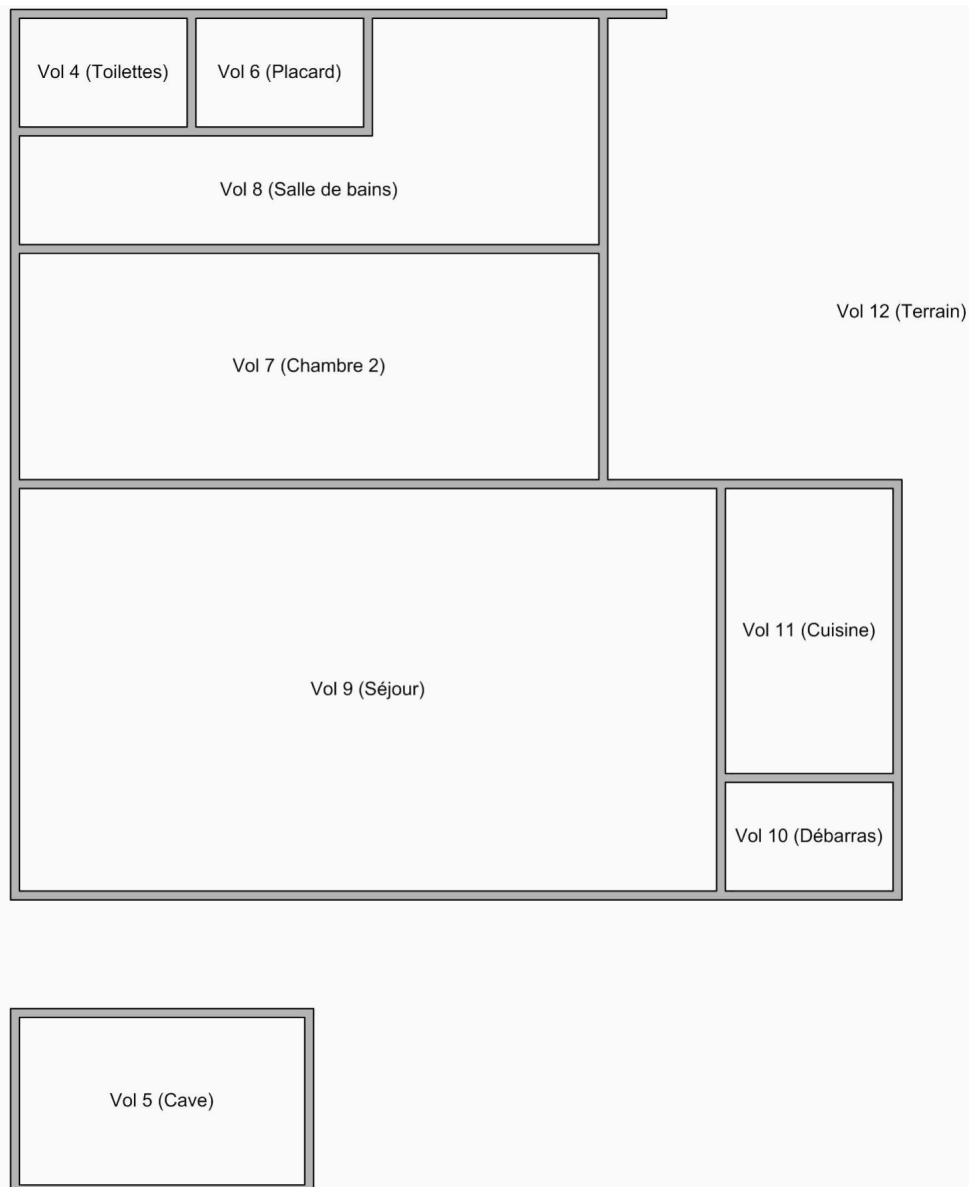 Vol 4 (Toilettes)
Vol 6 (Placard)
Vol 8 (Salle de bains)
Vol 12 (Terrain)
Vol 7 (Chambre 2)
Vol 11 (Cuisine)
Vol 9 (Séjour)
Vol 10 (Débarras)
Vol 5 (Cave)